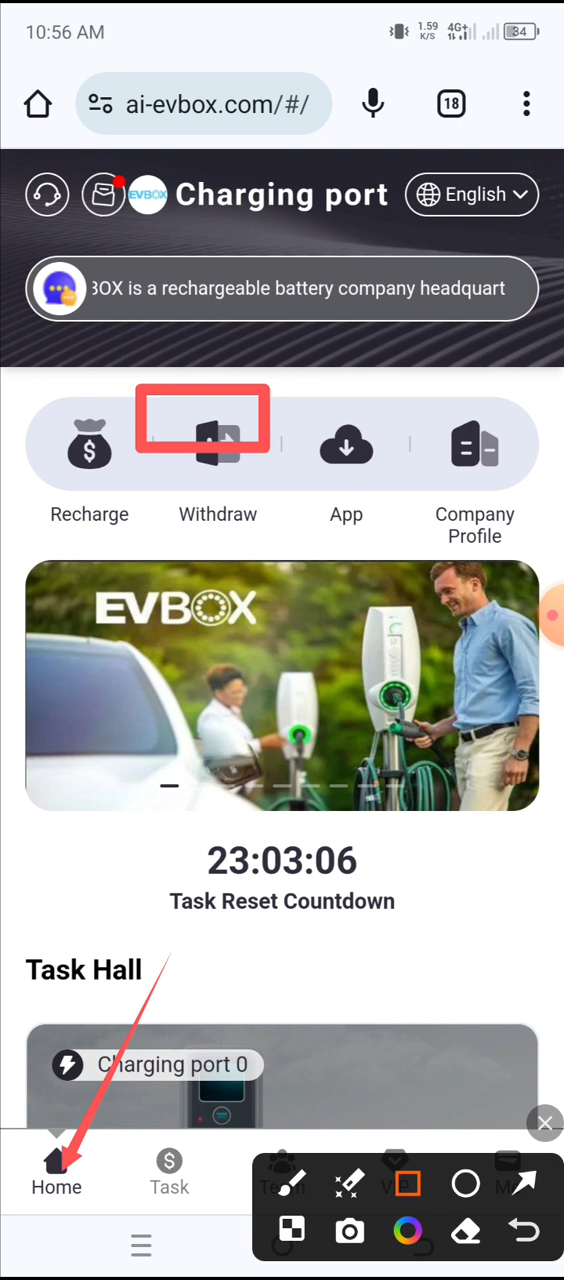 10:56 AM
1.59
K/S
4G+
34
ai-evbox.com/#/
18
EVBOX
Charging port
English
BOX is a rechargeable battery company headquart
$
Recharge
Withdraw
App
Company
Profile
EVBOX
23:03:06
Task Reset Countdown
Task Hall
Charging port 0
$
Home
Task